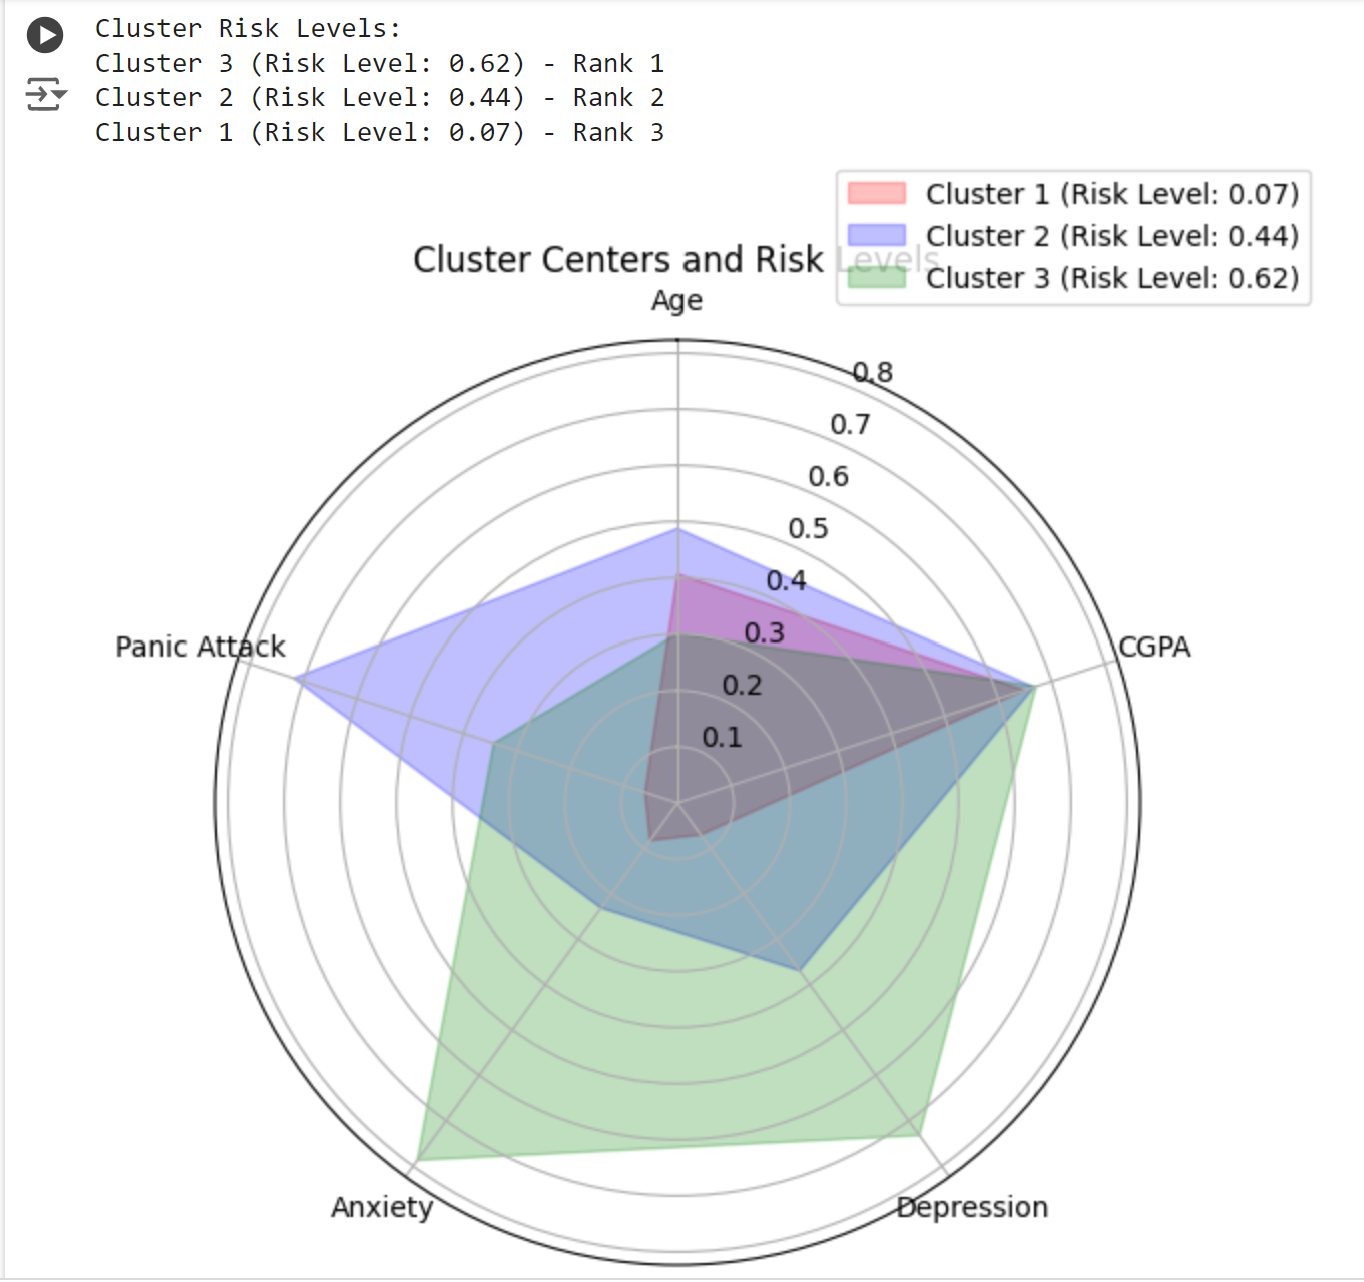 Cluster Risk Levels:
Cluster 3 (Risk Level: 0.62) - Rank 1
Cluster 2 (Risk Level: 0.44) - Rank 2
Cluster 1 (Risk Level: 0.07) - Rank 3
Cluster 1 (Risk Level: 0.07)
Cluster 2 (Risk Level: 0.44)
Cluster 3 (Risk Level: 0.62)
Cluster Centers and Risk Levels
Age
0.8
0.7
0.6
0.5
0.4
0.3
0.2
0.1
Panic Attack
CGPA
Anxiety
Depression